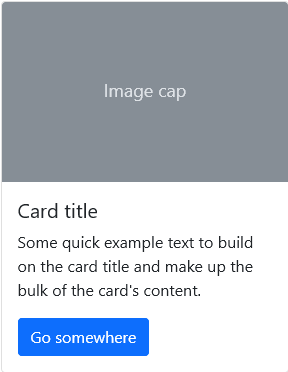 Image cap
Card title
Some quick example text to build
on the card title and make up the
bulk of the card's content.
Go somewhere